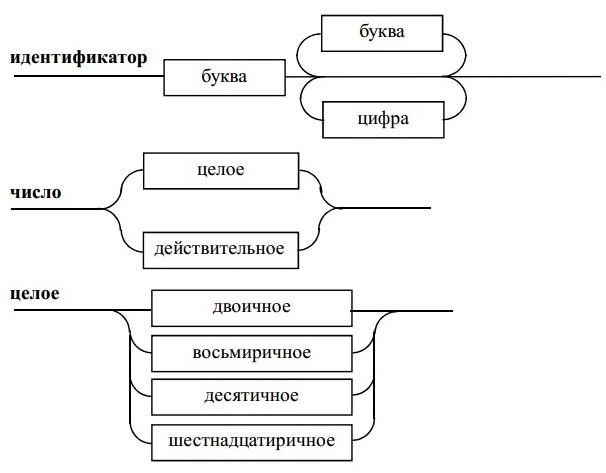 буква
идентификатор
буква
цифра
целое
число
действительное
целое
двоичное
восьмиричное
десятичное
шестнадцатиричное